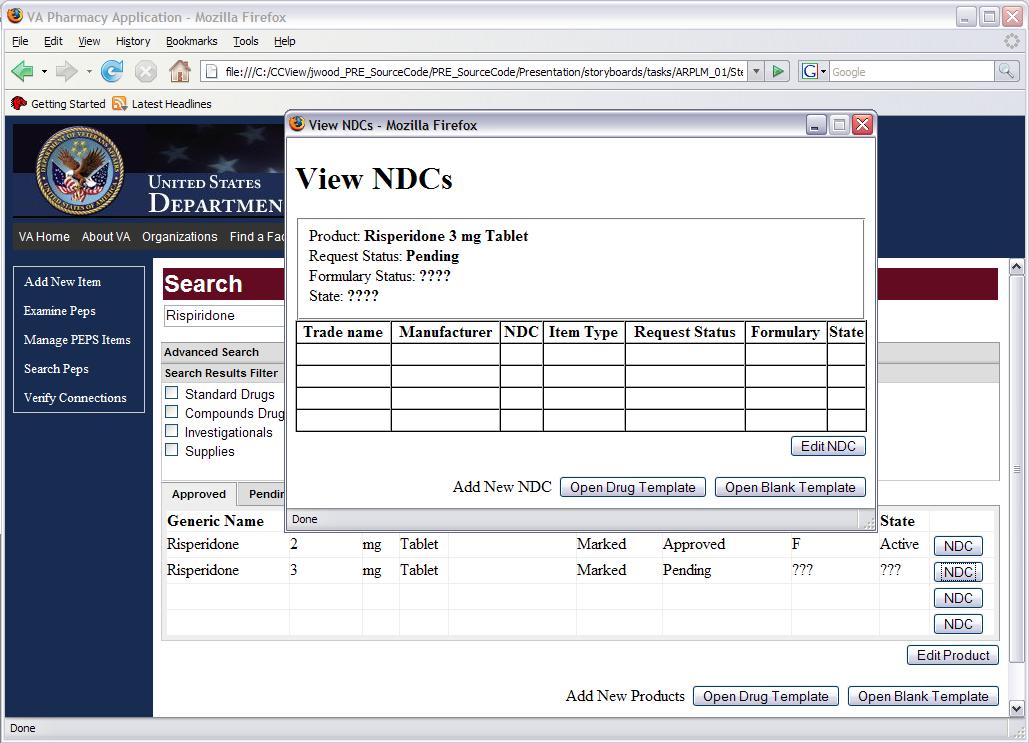 VA Pharmacy Application - Mozilla Firefox
File Edit View History Bookmarks Tools Help
file:///C:/CCView/jwood_PRE_SourceCode/PRE_SourceCode/Presentation/storyboards/tasks/ARPLM_01/Ste
G Google
Getting Started Latest Headlines
UNITED STATES
DEPARTMEN
VA Home About VA Organizations Find a Fac
Add New Item
Examine Peps
Manage PEPS Items
Search Peps
Verify Connections
Search
Rispiridone
Advanced Search
Search Results Filter
Standard Drugs
Compounds Drug
Investigationals
Supplies
Approved Pendin
View NDCs - Mozilla Firefox
View NDCs
Product: Risperidone 3 mg Tablet
Request Status: Pending
Formulary Status: ????
State: ????
Trade name Manufacturer NDC Item Type Request Status Formulary State
Edit NDC
Add New NDC Open Drug Template Open Blank Template
Done
Generic Name State
Risperidone 2 mg Tablet Marked Approved F Active NDC
Risperidone 3 mg Tablet Marked Pending ??? ??? NDC
NDC
NDC
Edit Product
Add New Products Open Drug Template Open Blank Template
Done